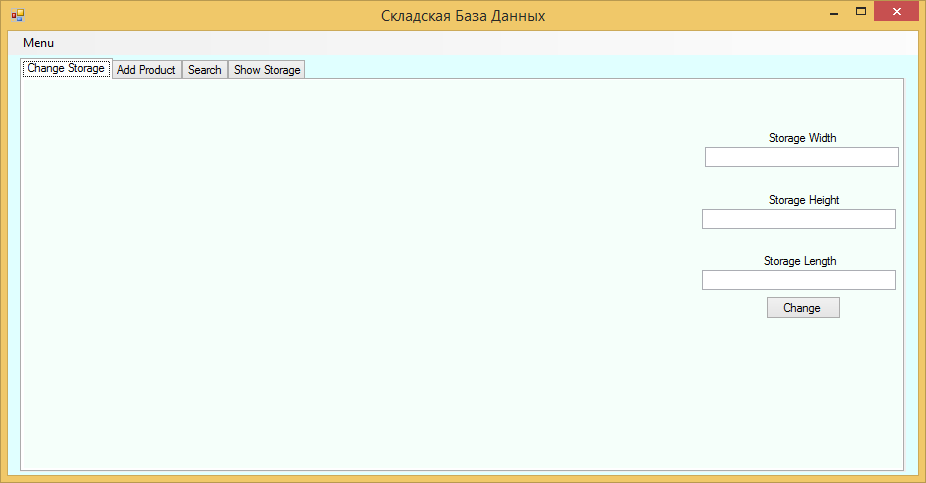 Складская База Данных
Menu
Change Storage Add Product Search Show Storage
Storage Width
Storage Height
Storage Length
Change